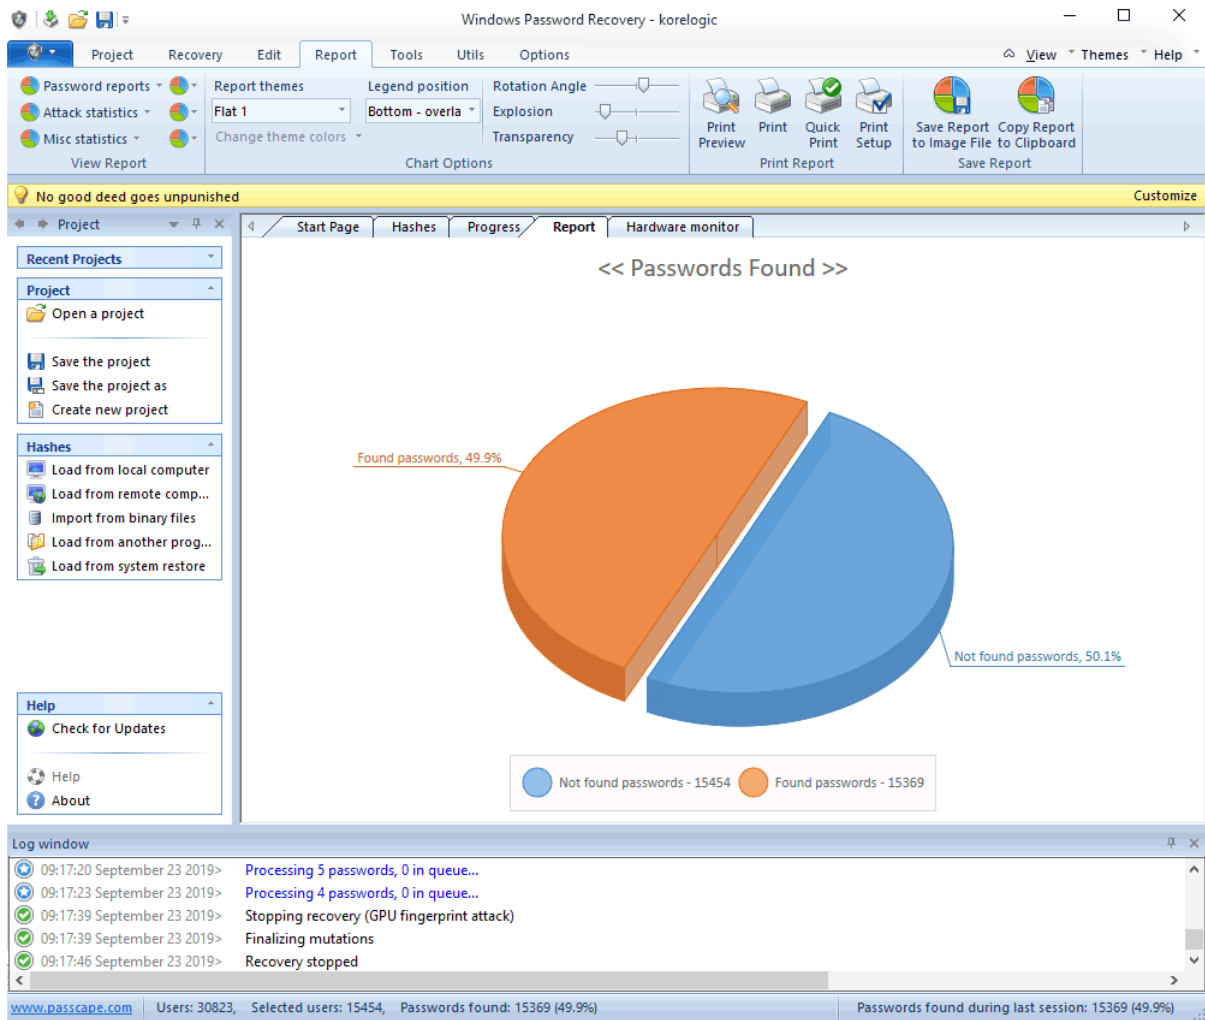 Windows Password Recovery - korelogic
Project Recovery Edit Report Tools Utils Options View Themes Help
Password reports
Attack statistics
Misc statistics
View Report
Report themes Legend position Rotation Angle
Flat 1 Bottom - overla Explosion
Change theme colors Transparency
Chart Options
Print Preview
Print
Quick Print
Print Setup
Print Report
Save Report to Image File
Copy Report to Clipboard
Save Report
No good deed goes unpunished Customize
Project
Start Page Hashes Progress Report Hardware monitor
Recent Projects
Project
Open a project
Save the project
Save the project as
Create new project
Hashes
Load from local computer
Load from remote comp...
Import from binary files
Load from another prog...
Load from system restore
Help
Check for Updates
Help
About
<< Passwords Found >>
Found passwords, 49.9%
Not found passwords, 50.1%
Not found passwords - 15454 Found passwords - 15369
Log window
09:17:20 September 23 2019> Processing 5 passwords, 0 in queue...
09:17:23 September 23 2019> Processing 4 passwords, 0 in queue...
09:17:39 September 23 2019> Stopping recovery (GPU fingerprint attack)
09:17:39 September 23 2019> Finalizing mutations
09:17:46 September 23 2019> Recovery stopped
www.passcape.com Users: 30823, Selected users: 15454, Passwords found: 15369 (49.9%) Passwords found during last session: 15369 (49.9%)